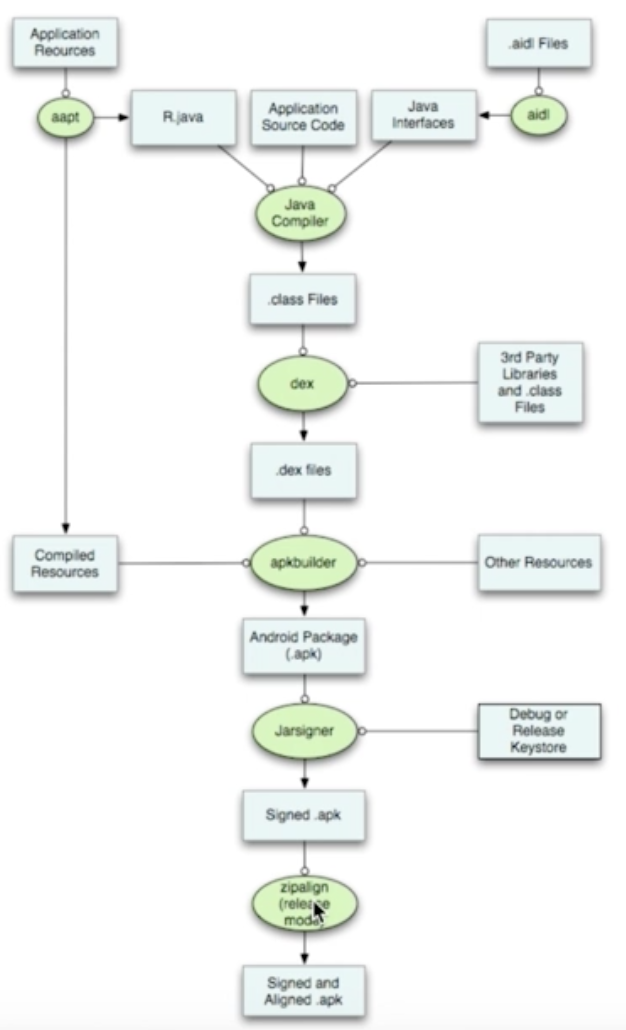 Application
Reources
.aidl Files
aapt
R.java
Application
Source Code
Java
Interfaces
aidl
Java
Compiler
.class Files
dex
3rd Party
Libraries
and .class
Files
.dex files
Compiled
Resources
apkbuilder
Other Resources
Android Package
(.apk)
Jarsigner
Debug or
Release
Keystore
Signed .apk
zipalign
(release
mode)
Signed and
Aligned .apk